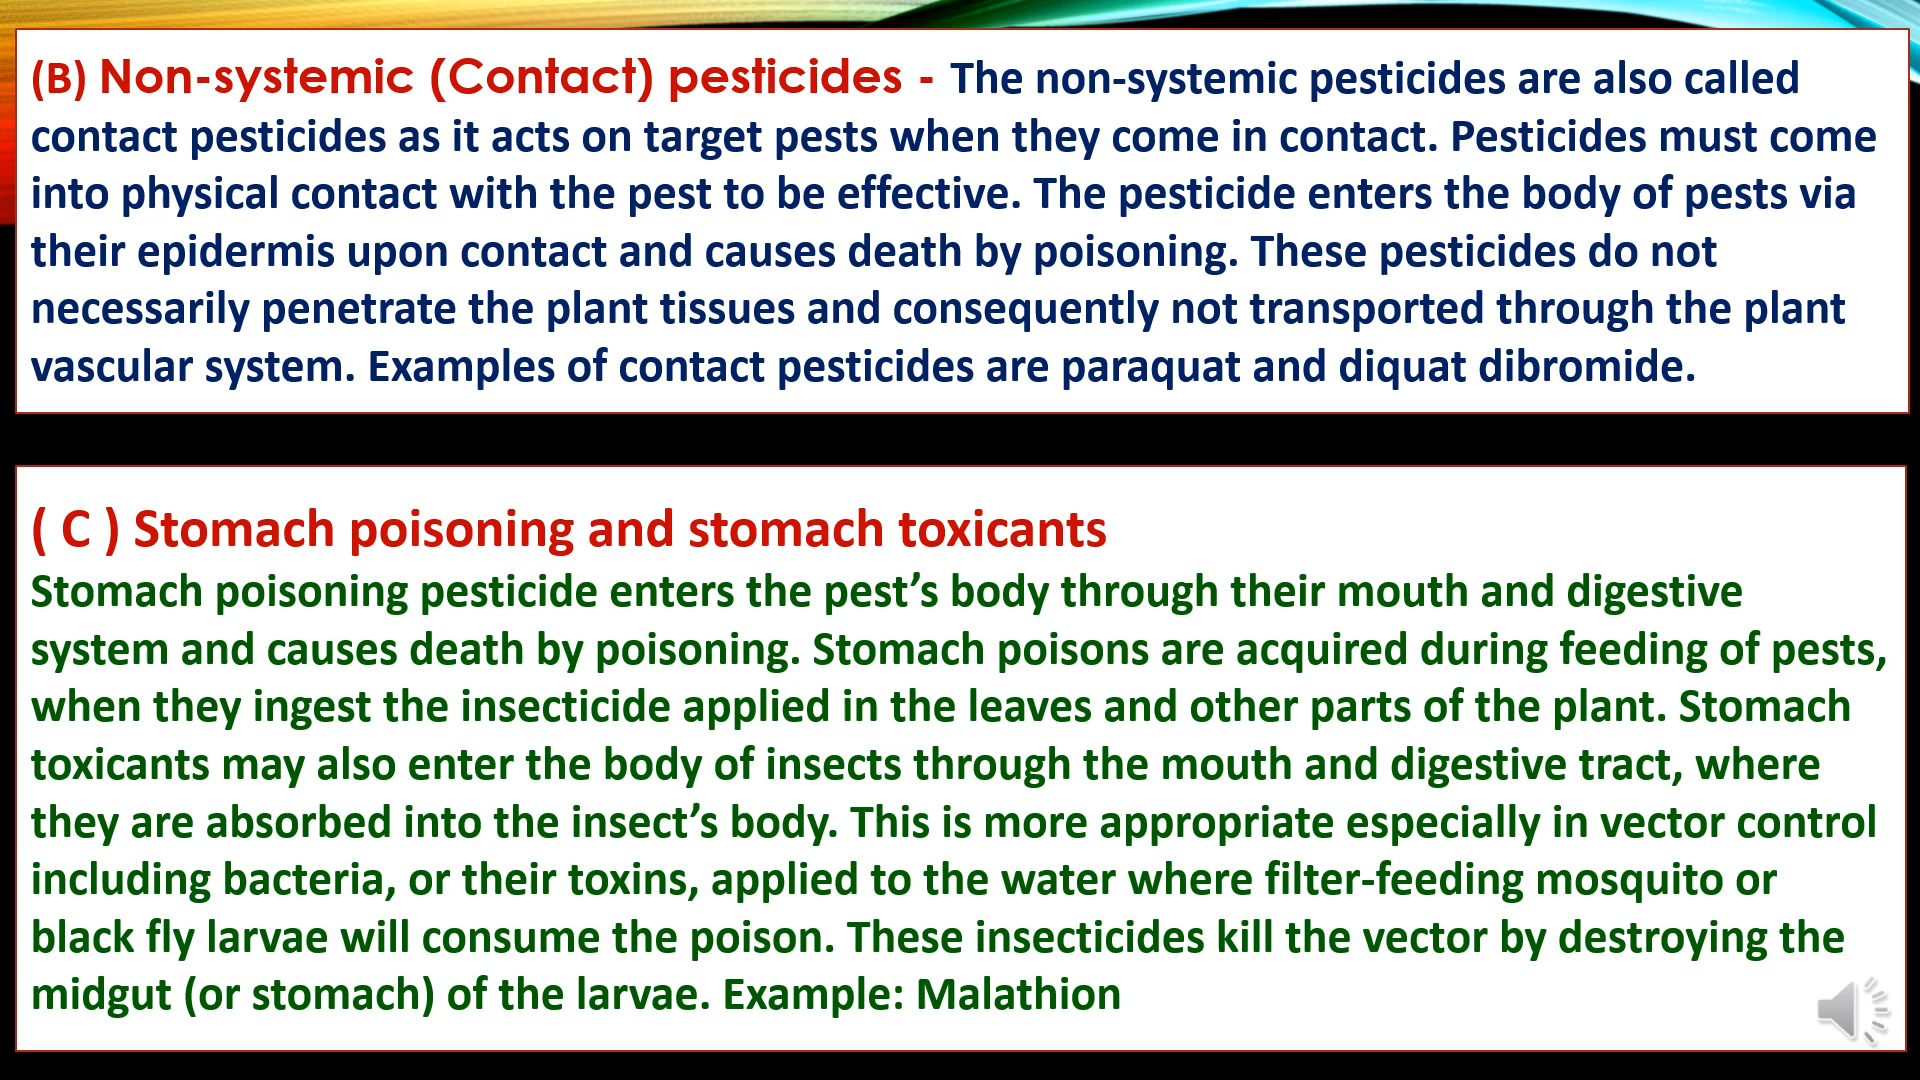 (B) Non-systemic (Contact) pesticides - The non-systemic pesticides are also called
contact pesticides as it acts on target pests when they come in contact. Pesticides must come
into physical contact with the pest to be effective. The pesticide enters the body of pests via
their epidermis upon contact and causes death by poisoning. These pesticides do not
necessarily penetrate the plant tissues and consequently not transported through the plant
vascular system. Examples of contact pesticides are paraquat and diquat dibromide.
( C ) Stomach poisoning and stomach toxicants
Stomach poisoning pesticide enters the pest’s body through their mouth and digestive
system and causes death by poisoning. Stomach poisons are acquired during feeding of pests,
when they ingest the insecticide applied in the leaves and other parts of the plant. Stomach
toxicants may also enter the body of insects through the mouth and digestive tract, where
they are absorbed into the insect’s body. This is more appropriate especially in vector control
including bacteria, or their toxins, applied to the water where filter-feeding mosquito or
black fly larvae will consume the poison. These insecticides kill the vector by destroying the
midgut (or stomach) of the larvae. Example: Malathion